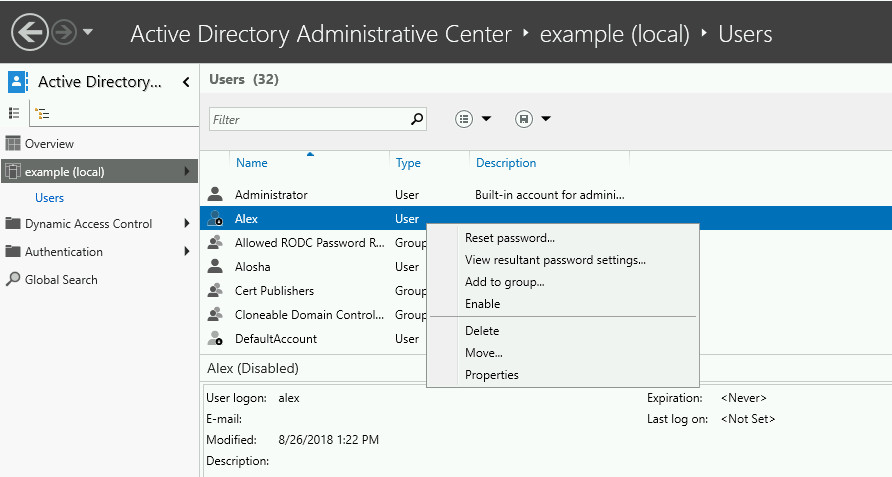 Active Directory Administrative Center ‣ example (local) ‣ Users
Active Directory...
Overview
example (local)
Users
Dynamic Access Control
Authentication
Global Search
Users (32)
Filter
Name Type Description
Administrator User Built-in account for admini...
Alex User
Allowed RODC Password R... Group
Alosha User
Cert Publishers Group
Cloneable Domain Control... Group
DefaultAccount User
Reset password...
View resultant password settings...
Add to group...
Enable
Delete
Move...
Properties
Alex (Disabled)
User logon: alex
E-mail:
Modified: 8/26/2018 1:22 PM
Description:
Expiration: <Never>
Last log on: <Not Set>